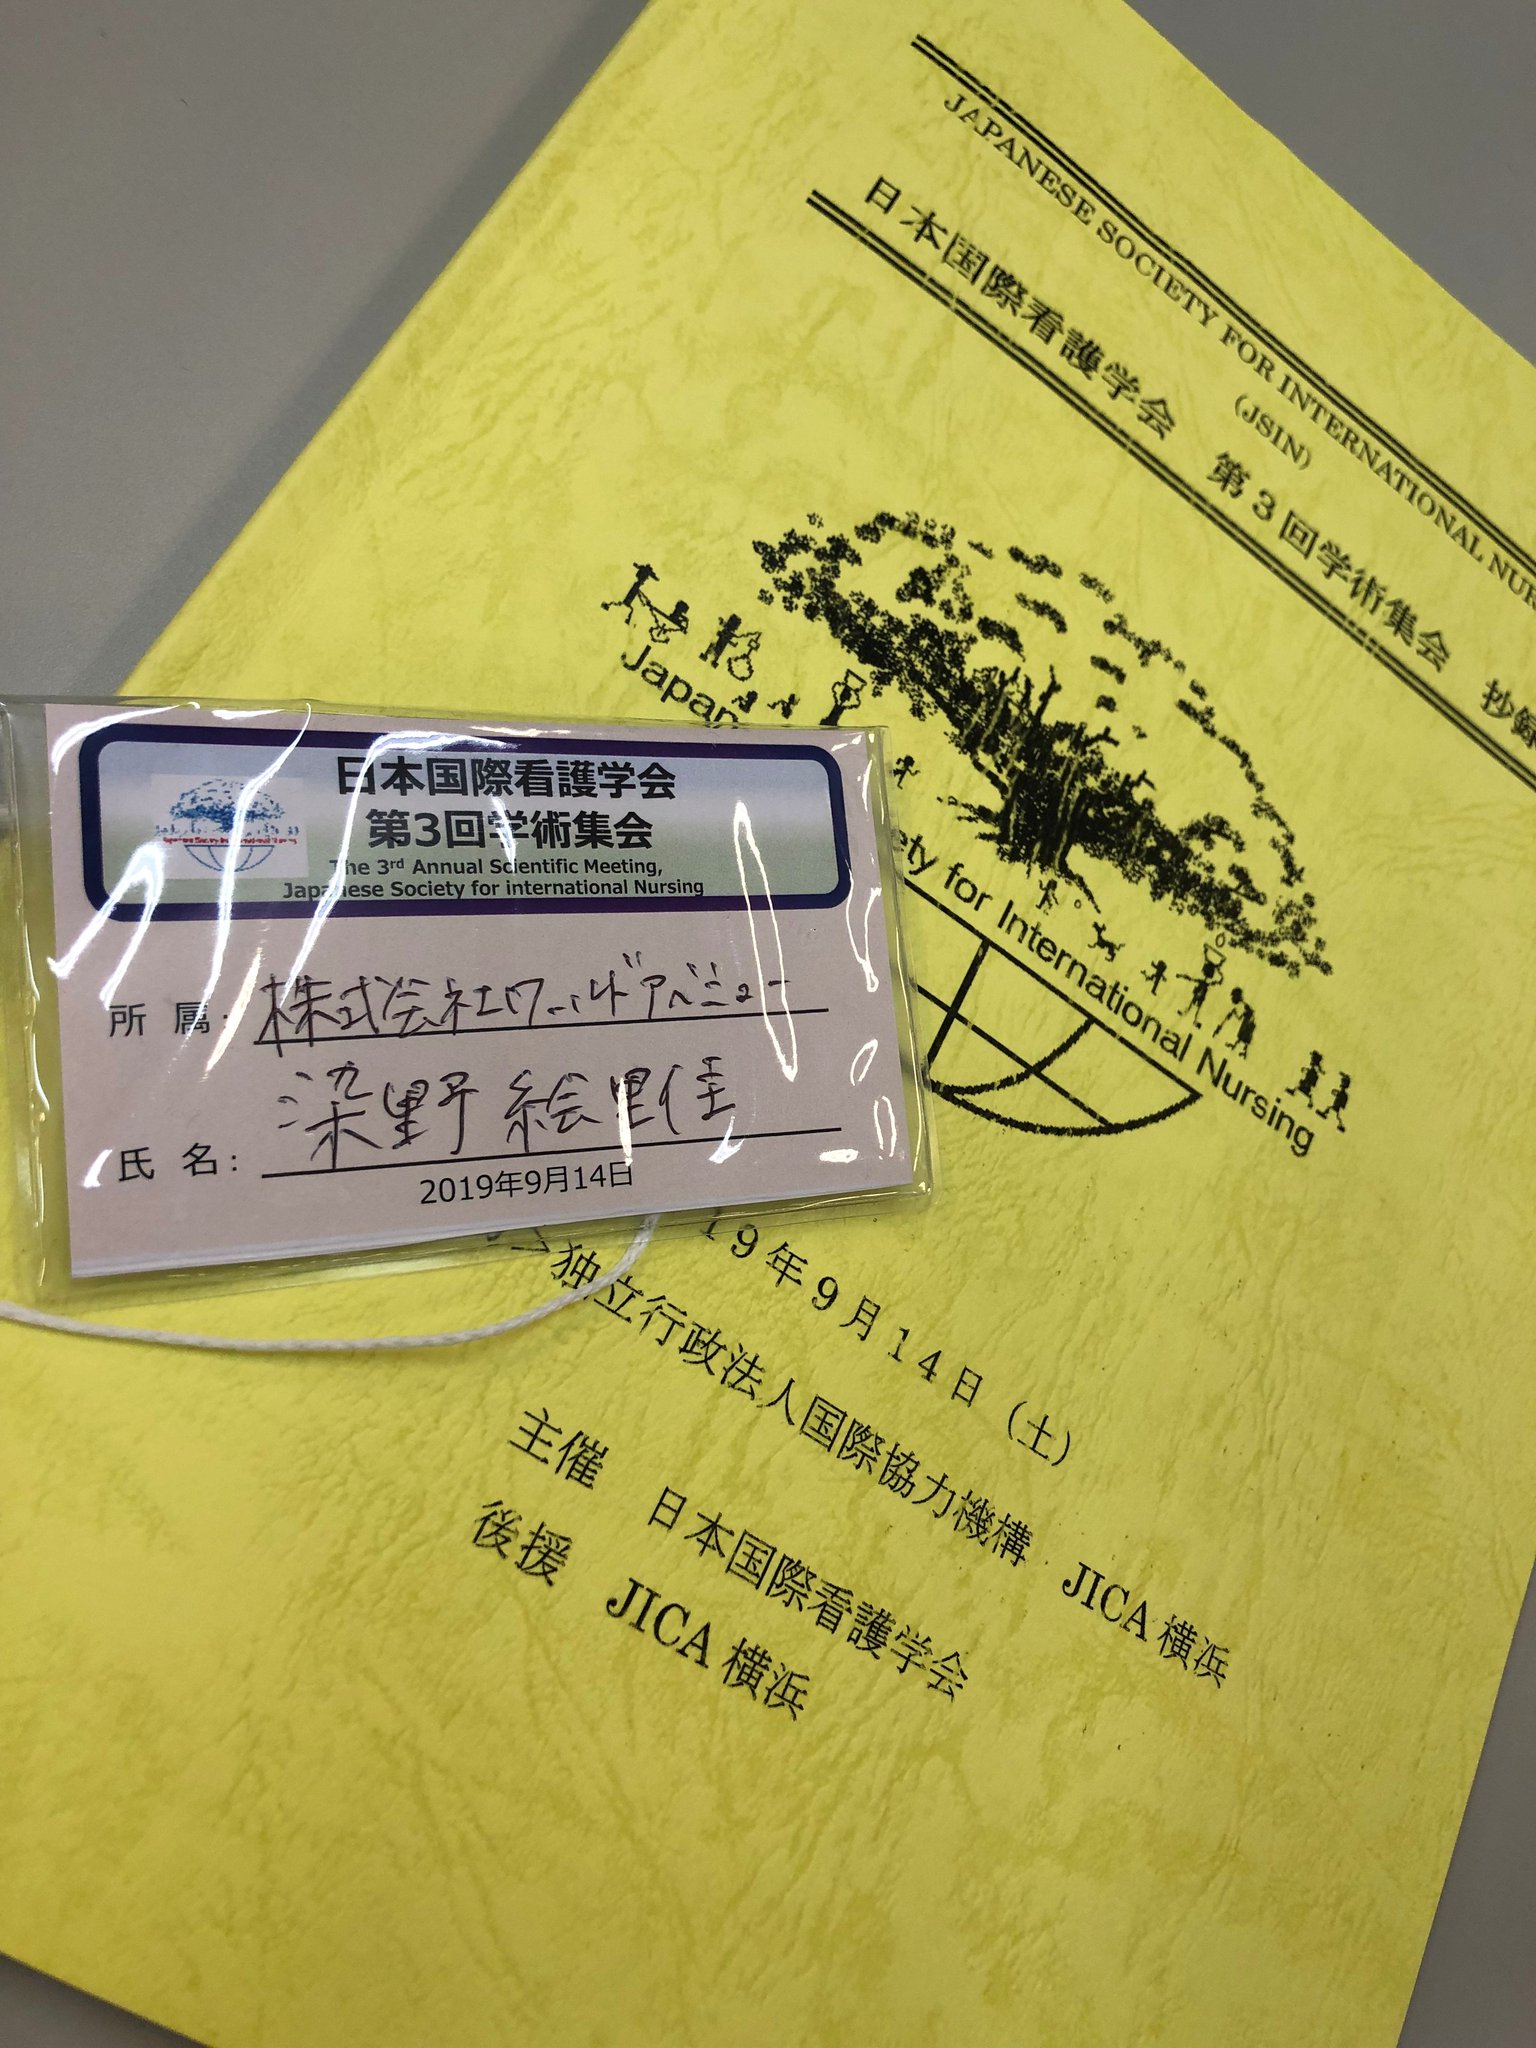 JAPANESE SOCIETY FOR INTERNATIONAL
(JSIN)
日本国際看護学会 第3回学術集会
for International Nursing
日本国際看護学会
第3回学術集会
The 3rd Annual Scientific Meeting,
Japanese Society for international Nursing
所 属: 株式会社ワールドアベニュー
氏 名: 染野 絵里佳
2019年9月14日
19年9月14日（土）
独立行政法人国際協力機構 JICA横浜
主催 日本国際看護学会
後援 JICA横浜